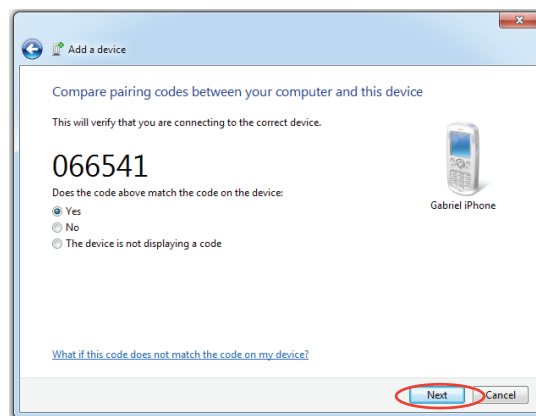 Add a device
Compare pairing codes between your computer and this device
This will verify that you are connecting to the correct device.
066541
Does the code above match the code on the device:
Yes
No
The device is not displaying a code
Gabriel iPhone
What if this code does not match the code on my device?
Next
Cancel